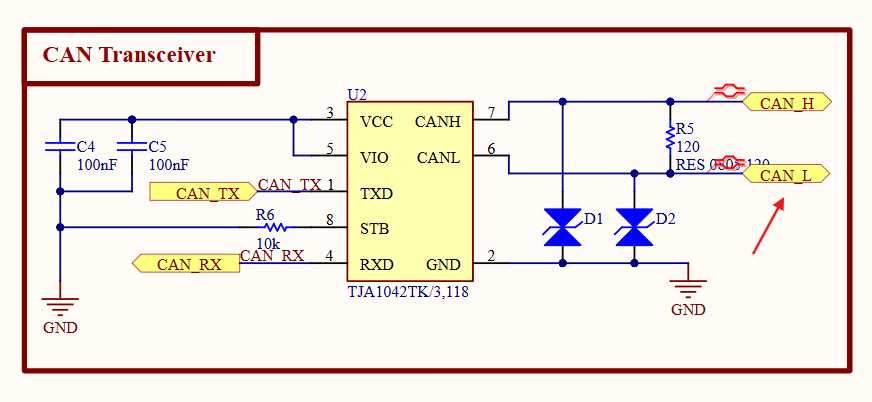 CAN Transceiver
U2
3 VCC CANH 7
CAN_H
C4 100nF
C5 100nF
R5
120
RES 0805 120
5 VIO CANL 6
CAN_L
CAN_TX CAN_TX 1 TXD
R6
10k
8 STB
D1 D2
CAN_RX CAN_RX 4 RXD GND 2
TJA1042TK/3,118
GND
GND